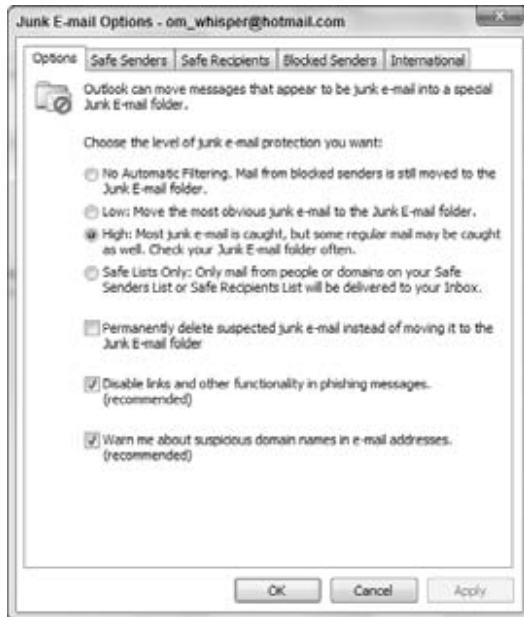 Junk E-mail Options - om_whisper@hotmail.com
Options Safe Senders Safe Recipients Blocked Senders International
Outlook can move messages that appear to be junk e-mail into a special
Junk E-mail folder.
Choose the level of junk e-mail protection you want:
No Automatic Filtering. Mail from blocked senders is still moved to the
Junk E-mail folder.
Low: Move the most obvious junk e-mail to the Junk E-mail folder.
High: Most junk e-mail is caught, but some regular mail may be caught
as well. Check your Junk E-mail folder often.
Safe Lists Only: Only mail from people or domains on your Safe
Senders List or Safe Recipients List will be delivered to your Inbox.
Permanently delete suspected junk e-mail instead of moving it to the
Junk E-mail folder
Disable links and other functionality in phishing messages.
(recommended)
Warn me about suspicious domain names in e-mail addresses.
(recommended)
OK Cancel Apply